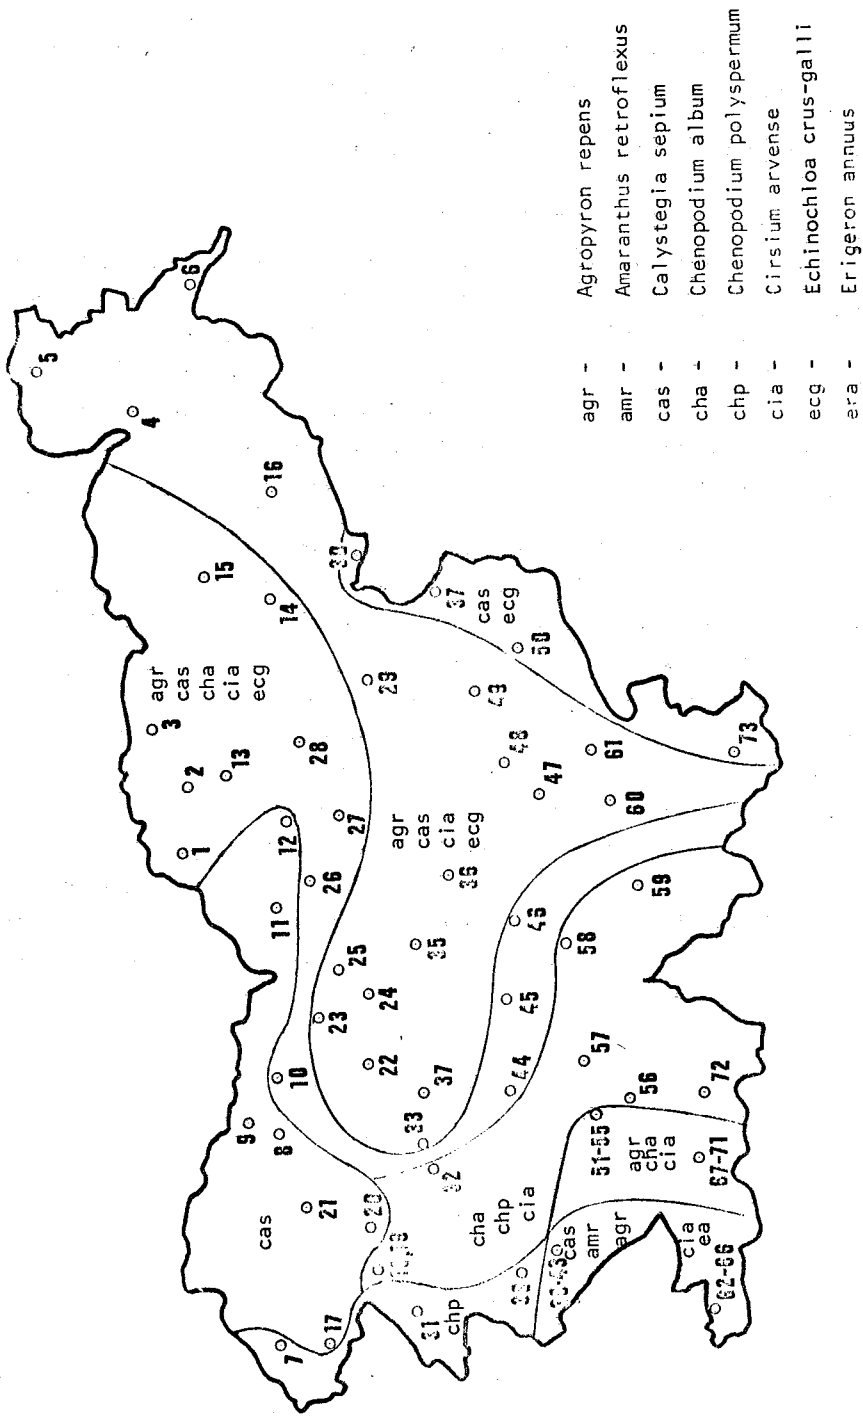 5
6
4
16
15
14
30
agr
cas
cha
cia
ecg
37
cas
ecg
50
3
2
13
28
29
49
48
47
61
73
1
12
27
60
agr
cas
cia
ecg
36
26
11
25
24
35
46
59
58
23
22
45
10
37
44
57
9
8
33
32
56
72
51-55
agr
cha
cia
67-71
cas
21
20
cha
chp
cia
cas
amr
agr
cia
ea
62-66
7
17
31
chp
agr - Agropyron repens
amr - Amaranthus retroflexus
cas - Calystegia sepium
cha - Chenopodium album
chp - Chenopodium polyspermum
cia - Cirsium arvense
ecg - Echinochloa crus-galli
era - Erigeron annuus